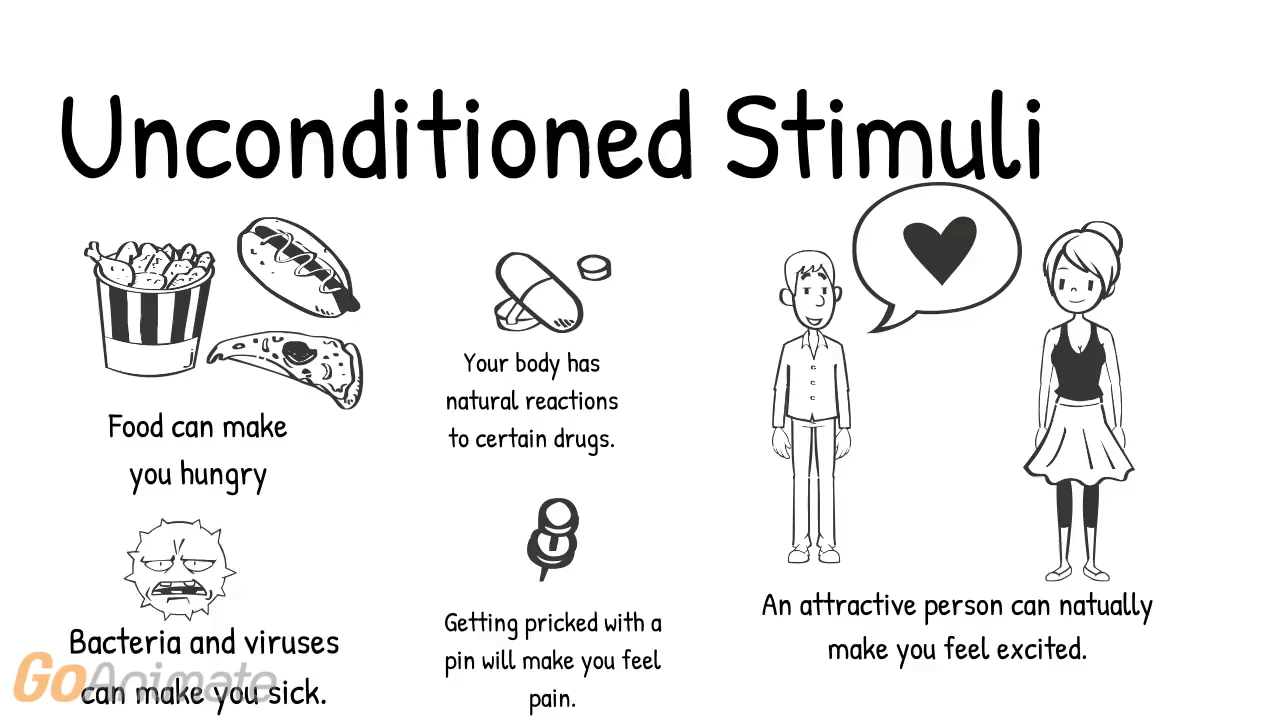 Unconditioned Stimuli
Food can make
you hungry
Your body has
natural reactions
to certain drugs.
Bacteria and viruses
can make you sick.
Getting pricked with a
pin will make you feel
pain.
An attractive person can natually
make you feel excited.
GoAnimate